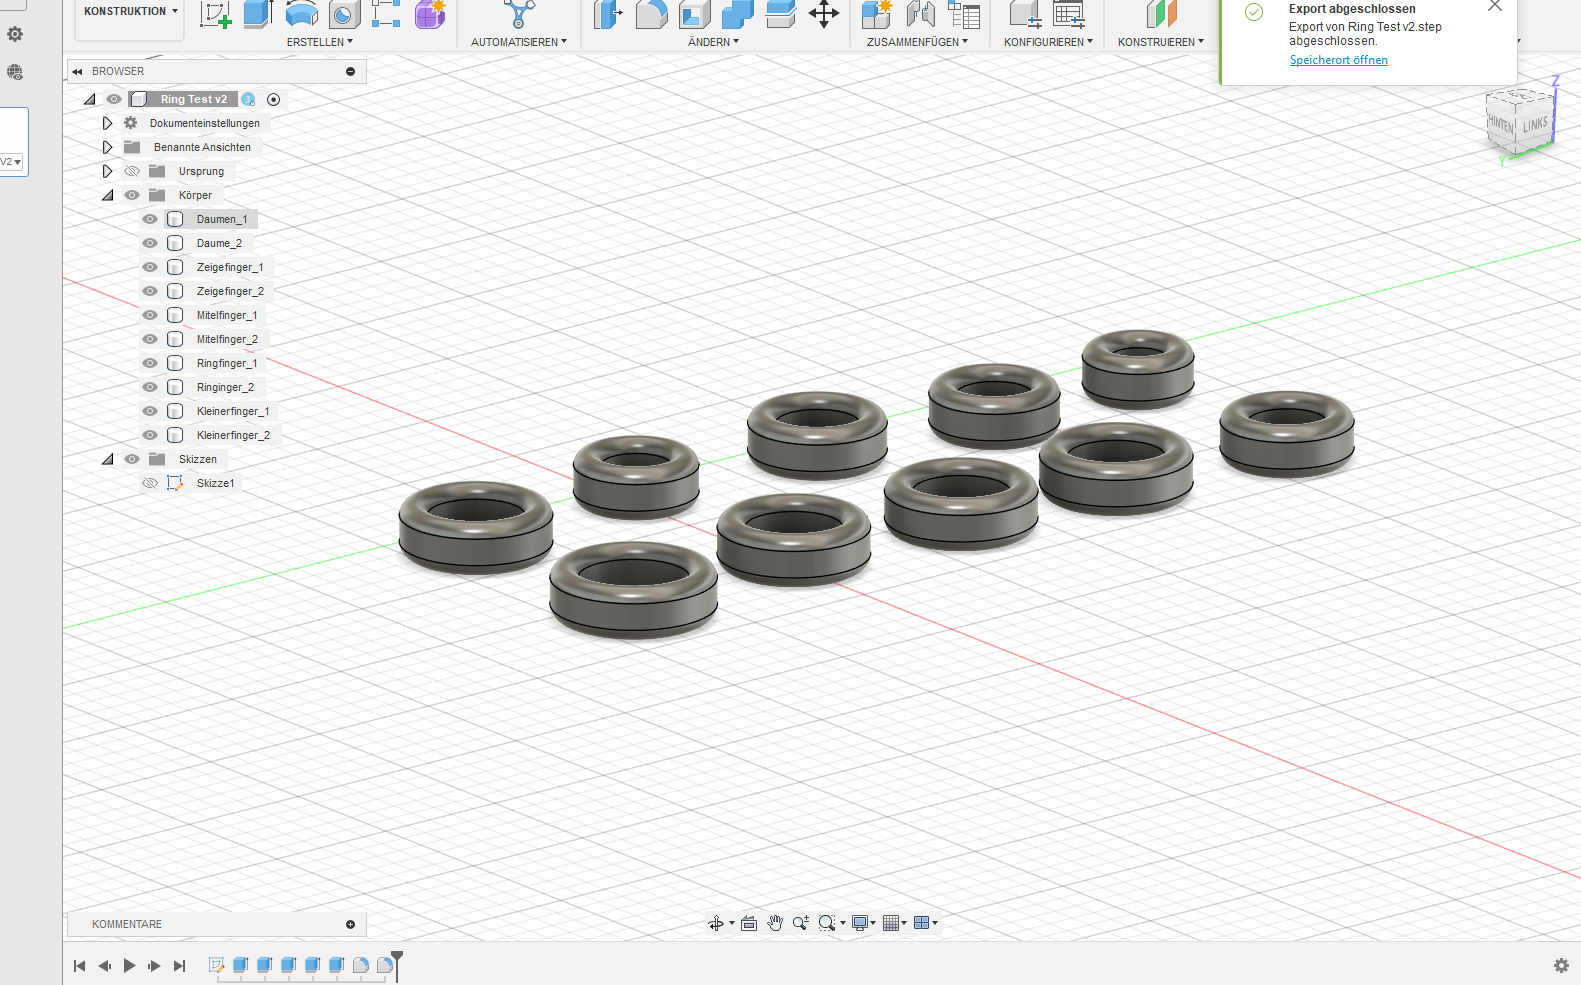 KONSTRUKTION
ERSTELLEN
AUTOMATISIEREN
ÄNDERN
ZUSAMMENFÜGEN
KONFIGURIEREN
KONSTRUIEREN
Export abgeschlossen
Export von Ring Test v2.step
abgeschlossen.
Speicherort öffnen
BROWSER
Ring Test v2
Dokumenteinstellungen
Benannte Ansichten
V2
Ursprung
Körper
Daumen_1
Daume_2
Zeigefinger_1
Zeigefinger_2
Mitelfinger_1
Mitelfinger_2
Ringfinger_1
Ringinger_2
Kleinerfinger_1
Kleinerfinger_2
Skizzen
Skizze1
Z
HINTEN
LINKS
Y
KOMMENTARE